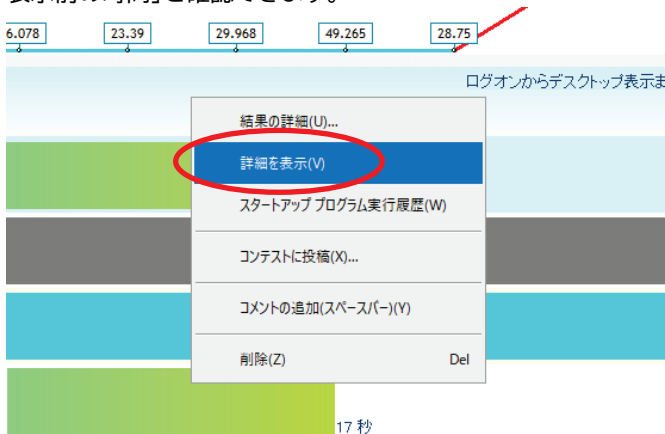 6.078 23.39 29.968 49.265 28.75
ログオンからデスクトップ表示ま
結果の詳細(U)...
詳細を表示(V)
スタートアップ プログラム実行履歴(W)
コンテストに投稿(X)...
コメントの追加(スペースバー)(Y)
削除(Z) Del
17 秒